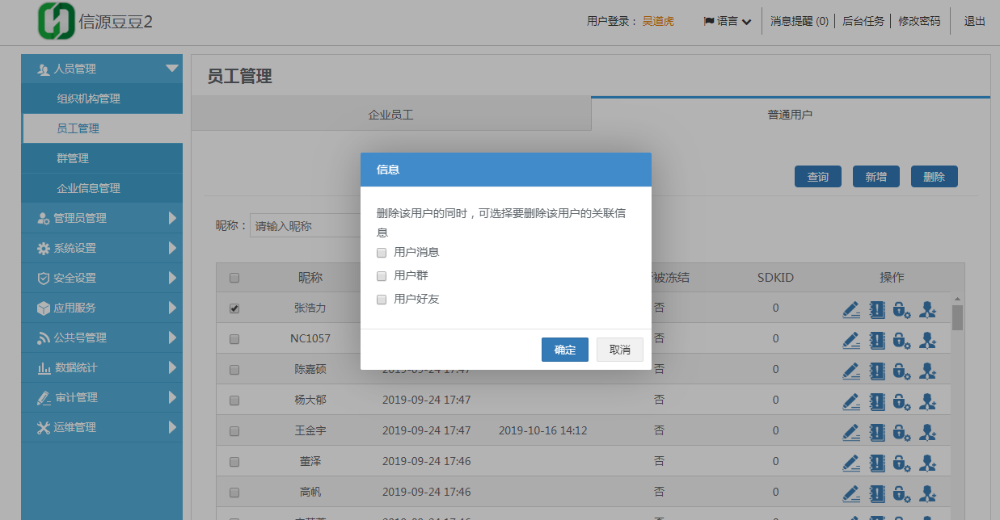 信源豆豆2
用户登录： 吴道虎 语言 消息提醒 (0) 后台任务 修改密码 退出
人员管理
组织机构管理
员工管理
群管理
企业信息管理
管理员管理
系统设置
安全设置
应用服务
公共号管理
数据统计
审计管理
运维管理
员工管理
企业员工 普通用户
查询 新增 删除
昵称： 请输入昵称
信息
删除该用户的同时，可选择要删除该用户的关联信
息
用户消息
用户群
用户好友
确定 取消
昵称 被冻结 SDKID 操作
张浩力 否 0
NC1057 否 0
陈嘉硕 2019-09-24 17:47 否 0
杨大郁 2019-09-24 17:47 否 0
王金宇 2019-09-24 17:47 2019-10-16 14:12 否 0
董泽 2019-09-24 17:46 否 0
高帆 2019-09-24 17:46 否 0